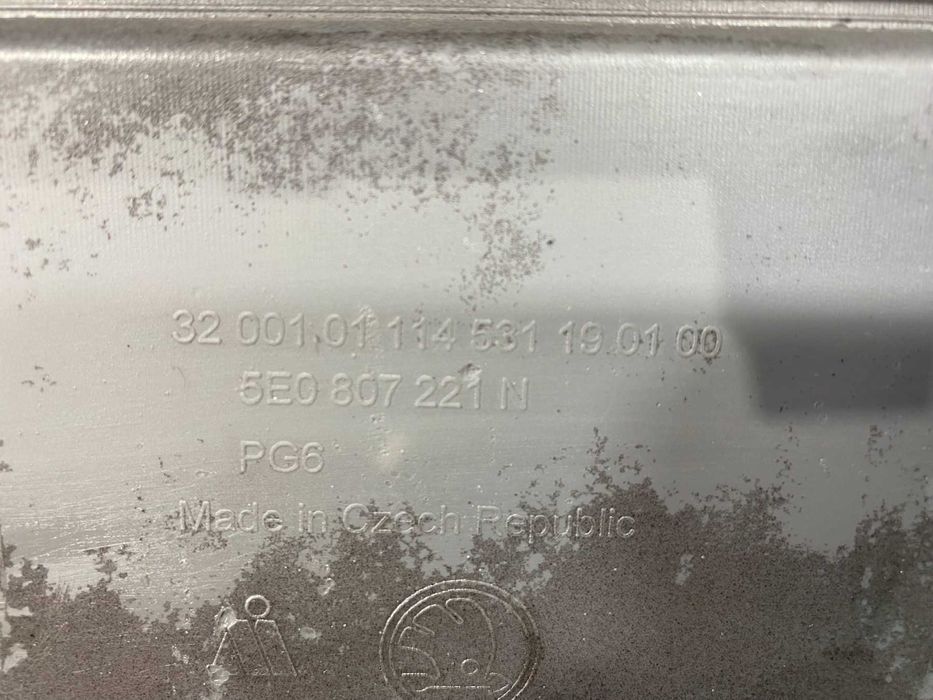 32 001.01 114 531 19 01 00
5E0 807 221 N
PG6
Made in Czech Republic